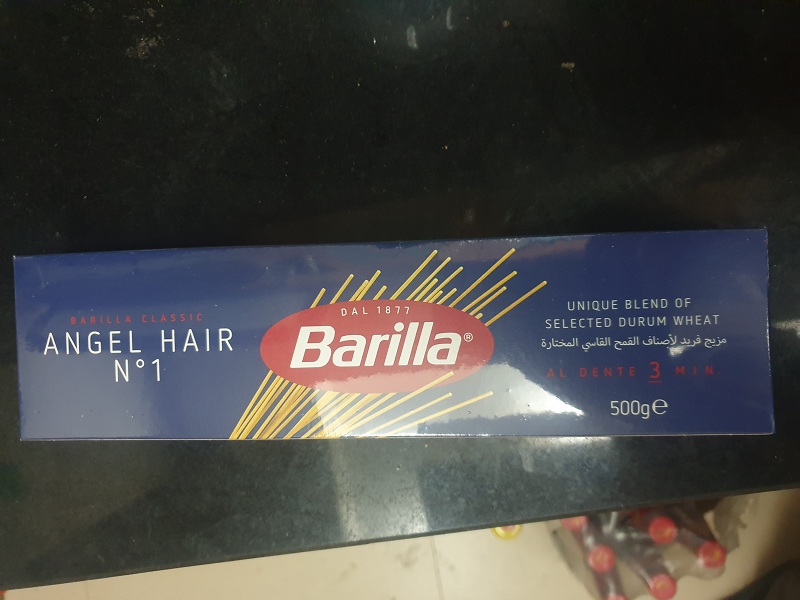 BARILLA CLASSIC
ANGEL HAIR
N°1
DAL 1877
Barilla®
UNIQUE BLEND OF
SELECTED DURUM WHEAT
مزيج فريد لأصناف القمح القاسي المختارة
AL DENTE 3 MIN.
500g℮